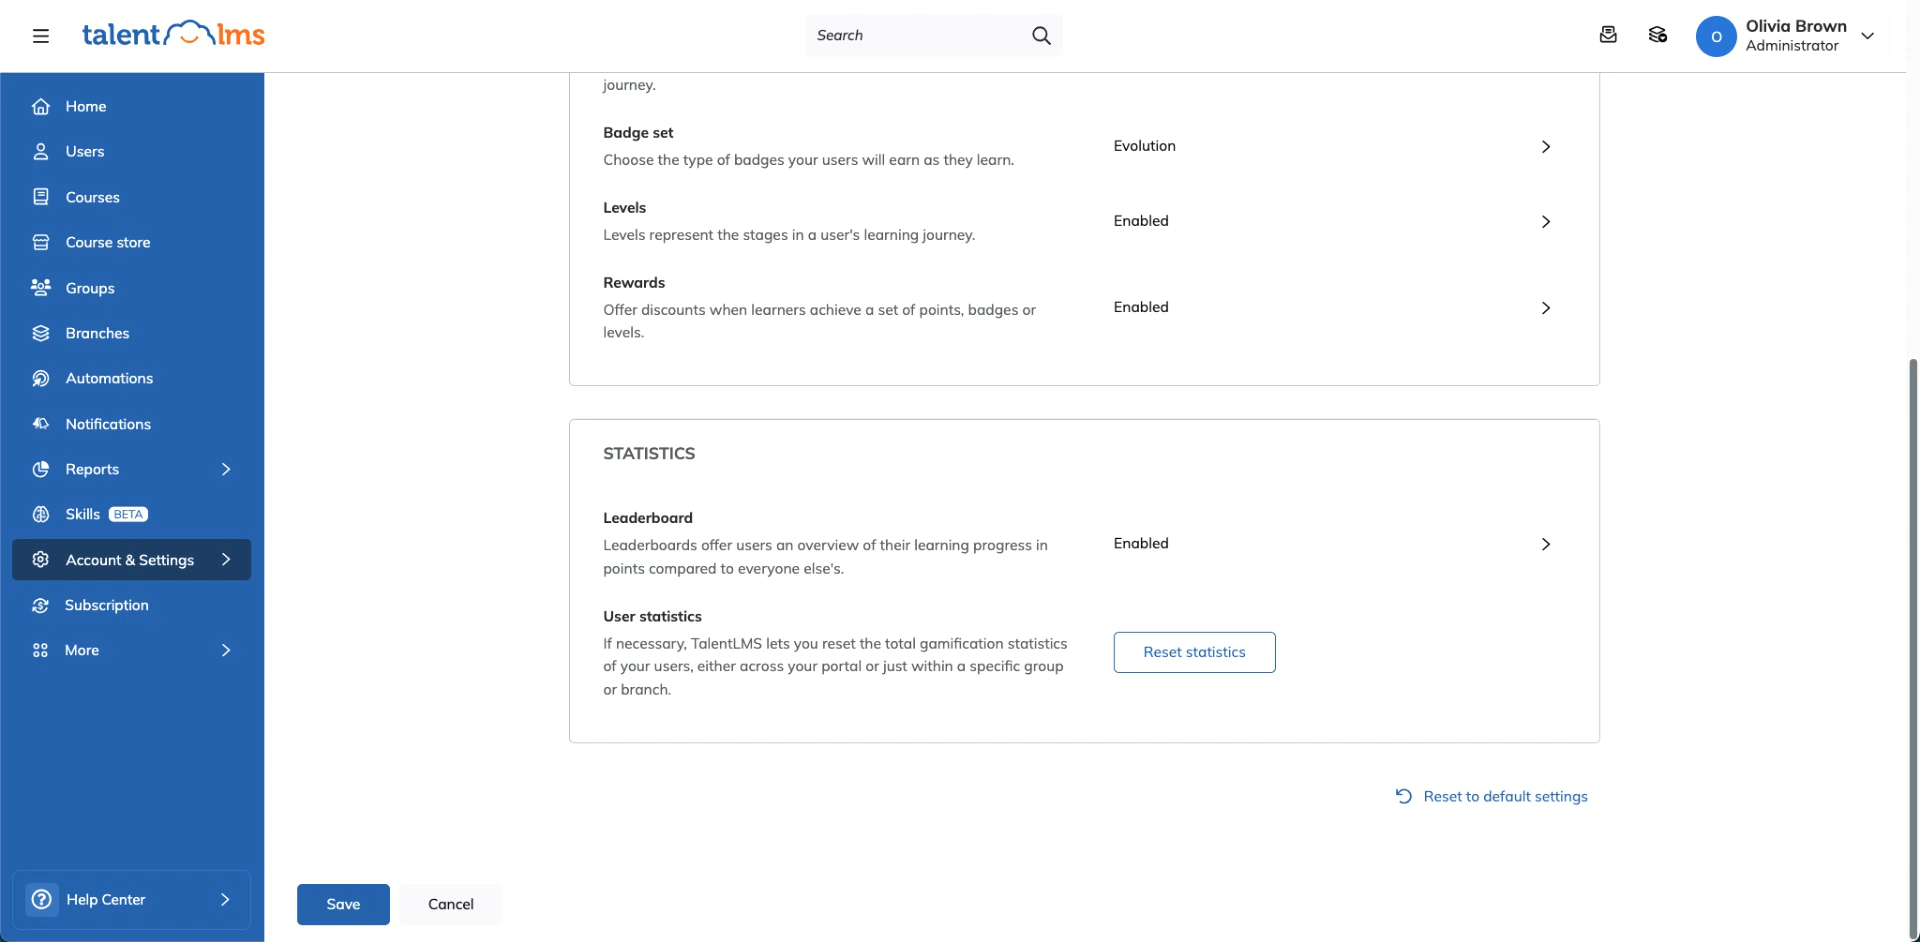 talentlms
Search
O
Olivia Brown
Administrator
Home
Users
Courses
Course store
Groups
Branches
Automations
Notifications
Reports
Skills BETA
Account & Settings
Subscription
More
Help Center
journey.
Badge set
Choose the type of badges your users will earn as they learn.
Evolution
Levels
Levels represent the stages in a user's learning journey.
Enabled
Rewards
Offer discounts when learners achieve a set of points, badges or
levels.
Enabled
STATISTICS
Leaderboard
Leaderboards offer users an overview of their learning progress in
points compared to everyone else's.
Enabled
User statistics
If necessary, TalentLMS lets you reset the total gamification statistics
of your users, either across your portal or just within a specific group
or branch.
Reset statistics
Reset to default settings
Save
Cancel